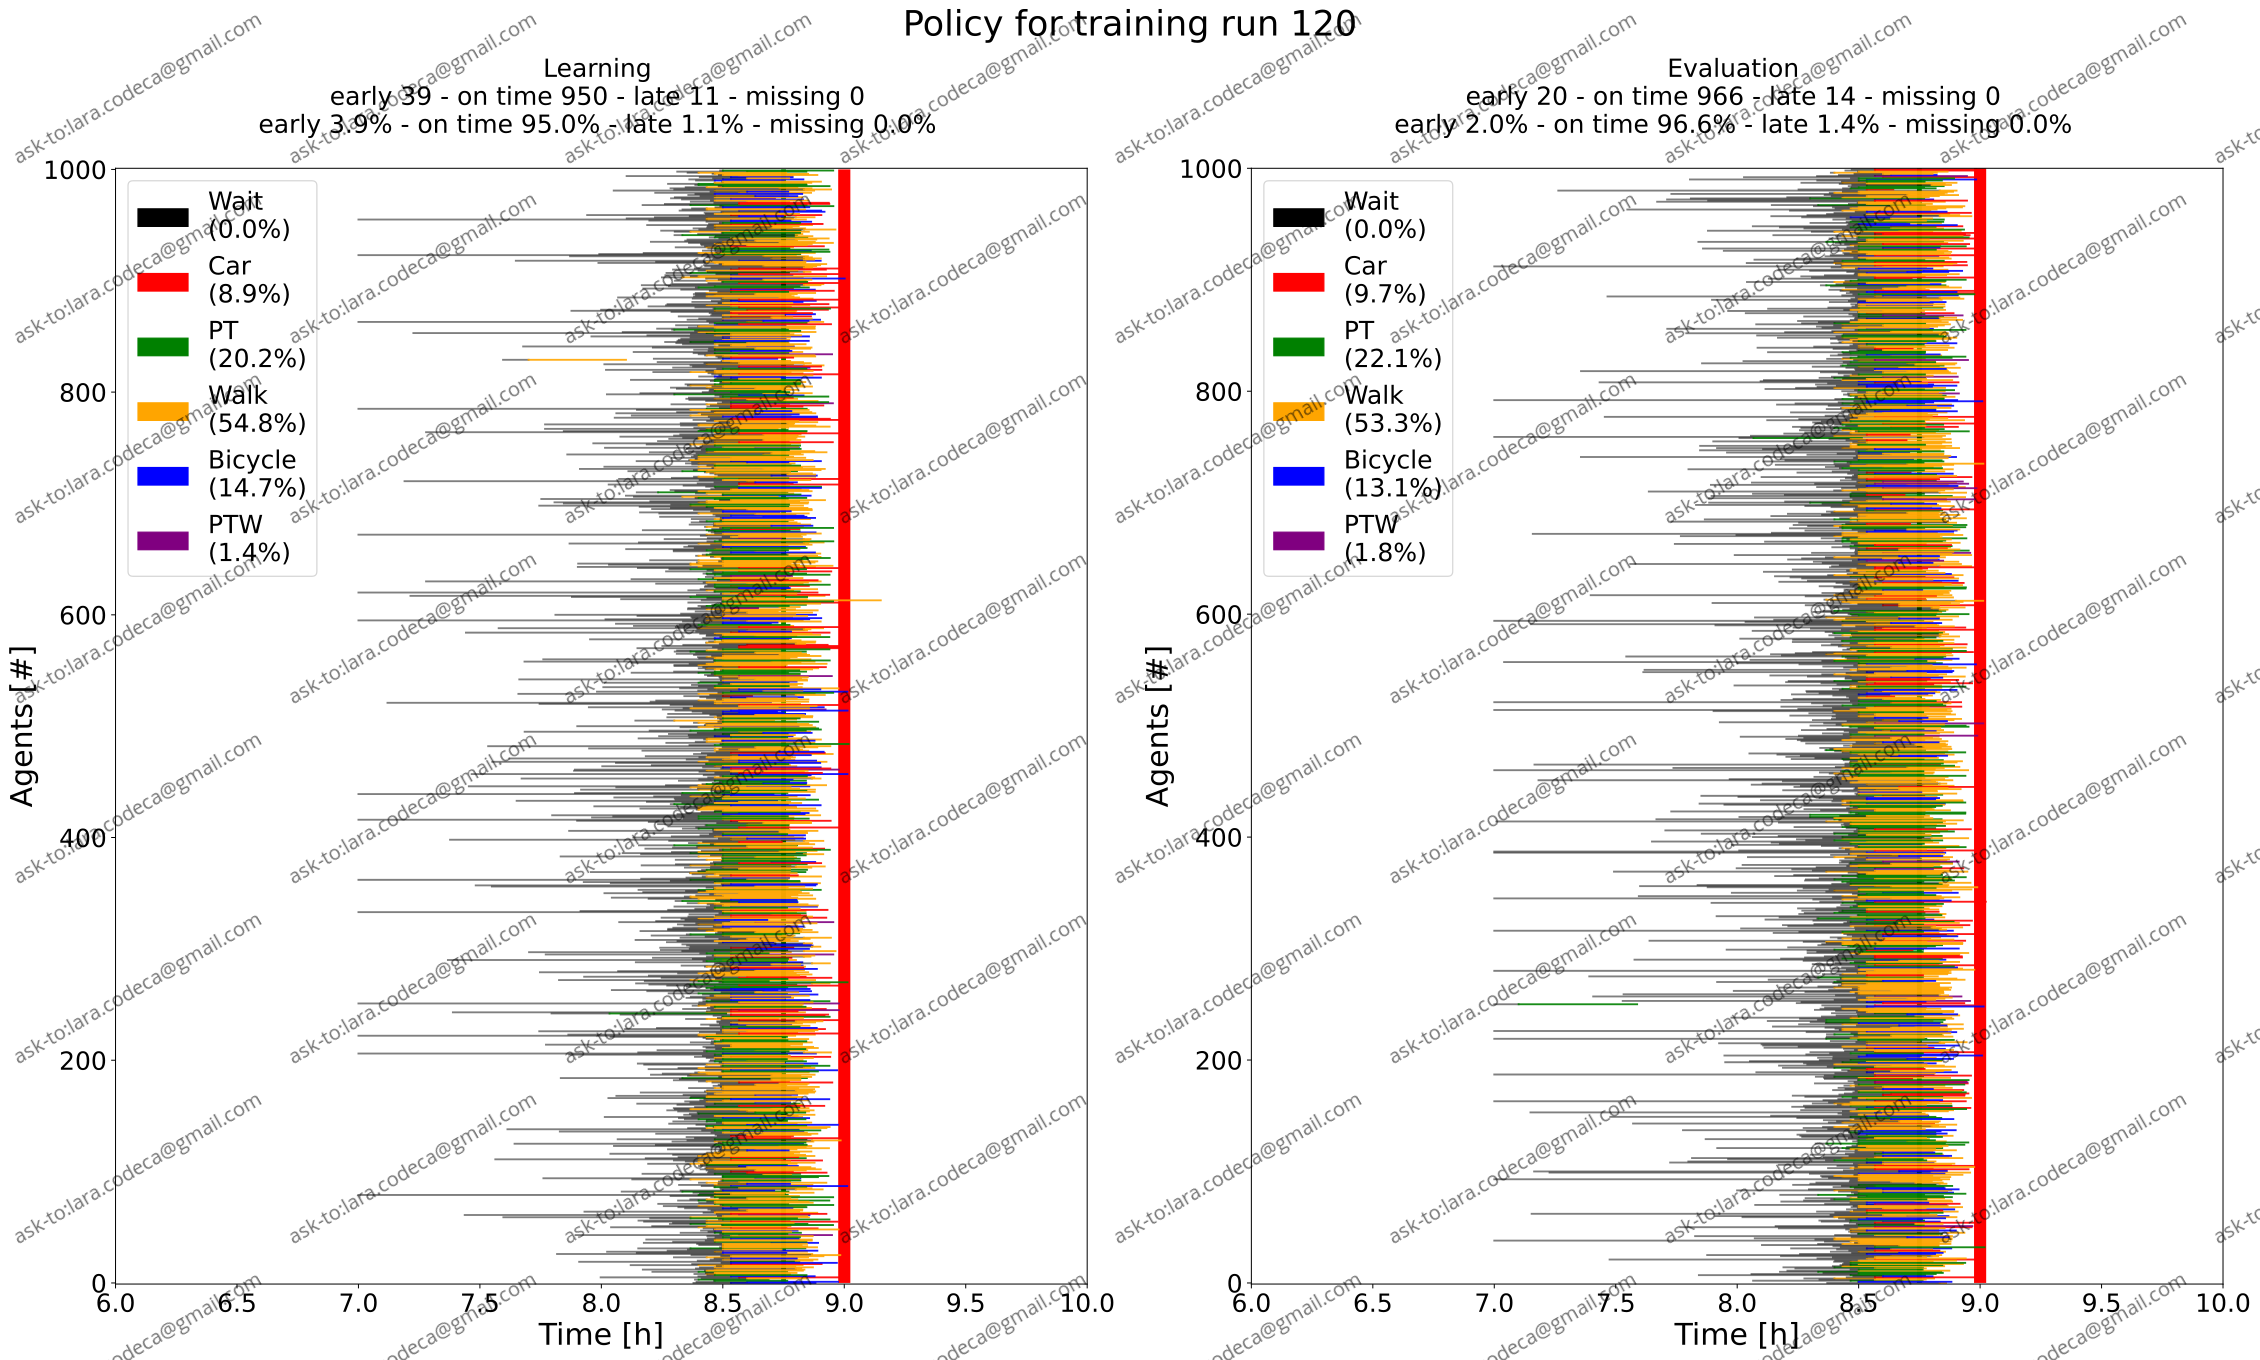 Policy for training run 120
Learning
early 39 - on time 950 - late 11 - missing 0
early 3.9% - on time 95.0% - late 1.1% - missing 0.0%
Wait
(0.0%)
Car
(8.9%)
PT
(20.2%)
Walk
(54.8%)
Bicycle
(14.7%)
PTW
(1.4%)
Agents [#]
1000
800
600
400
200
0
6.0 6.5 7.0 7.5 8.0 8.5 9.0 9.5 10.0
Time [h]
Evaluation
early 20 - on time 966 - late 14 - missing 0
early 2.0% - on time 96.6% - late 1.4% - missing 0.0%
Wait
(0.0%)
Car
(9.7%)
PT
(22.1%)
Walk
(53.3%)
Bicycle
(13.1%)
PTW
(1.8%)
Agents [#]
1000
800
600
400
200
0
6.0 6.5 7.0 7.5 8.0 8.5 9.0 9.5 10.0
Time [h]
ask-to:lara.codeca@gmail.com